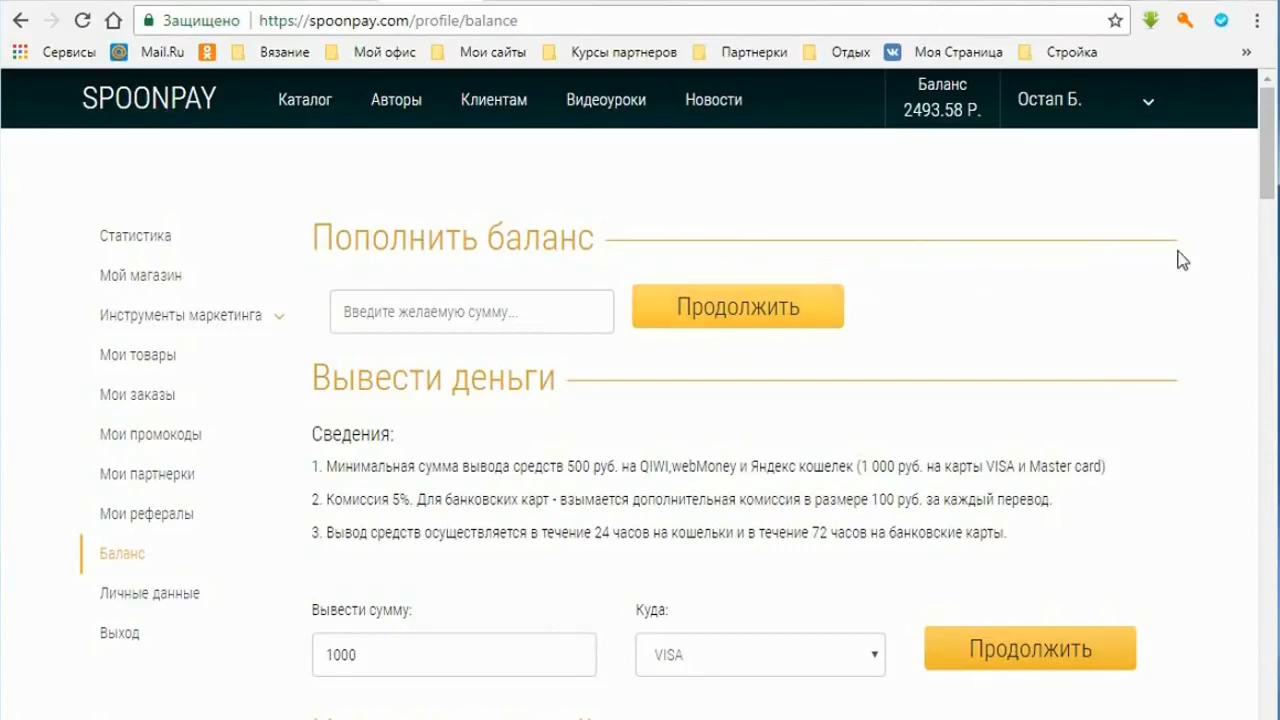 Защищено https://spoonpay.com/profile/balance
Сервисы Mail.Ru Вязание Мой офис Мои сайты Курсы партнеров Партнерки Отдых Моя Страница Стройка »
SPOONPAY Каталог Авторы Клиентам Видеоуроки Новости Баланс Остап Б.
2493.58 Р.
Пополнить баланс
Введите желаемую сумму... Продолжить
Статистика
Мой магазин
Инструменты маркетинга
Мои товары
Мои заказы
Мои промокоды
Мои партнерки
Мои рефералы
Баланс
Личные данные
Выход
Вывести деньги
Сведения:
1. Минимальная сумма вывода средств 500 руб. на QIWI,webMoney и Яндекс кошелек (1 000 руб. на карты VISA и Master card)
2. Комиссия 5%. Для банковских карт - взымается дополнительная комиссия в размере 100 руб. за каждый перевод.
3. Вывод средств осуществляется в течение 24 часов на кошельки и в течение 72 часов на банковские карты.
Вывести сумму: Куда:
1000 VISA Продолжить